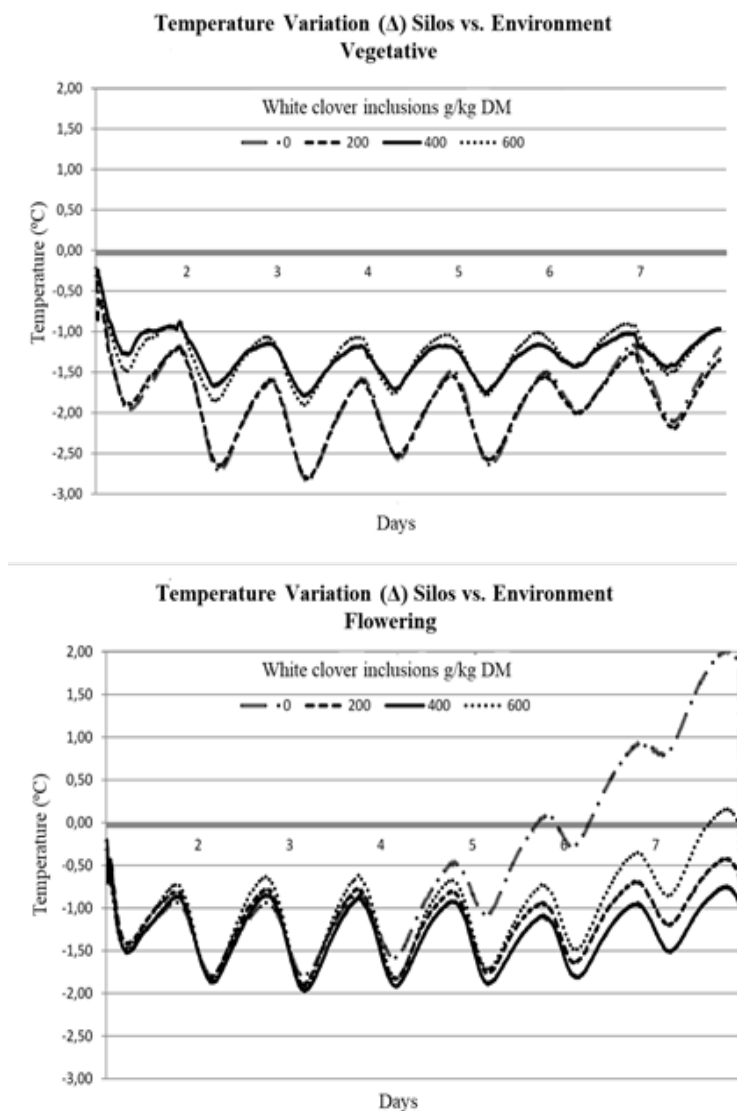 Temperature Variation (Δ) Silos vs. Environment
Vegetative
White clover inclusions g/kg DM
0 200 400 600
2,00
1,50
1,00
0,50
0,00
-0,50
-1,00
-1,50
-2,00
-2,50
-3,00
2 3 4 5 6 7
Temperature (ºC)
Days
Temperature Variation (Δ) Silos vs. Environment
Flowering
White clover inclusions g/kg DM
0 200 400 600
2,00
1,50
1,00
0,50
0,00
-0,50
-1,00
-1,50
-2,00
-2,50
-3,00
1 2 3 4 5 6 7
Temperature (ºC)
Days